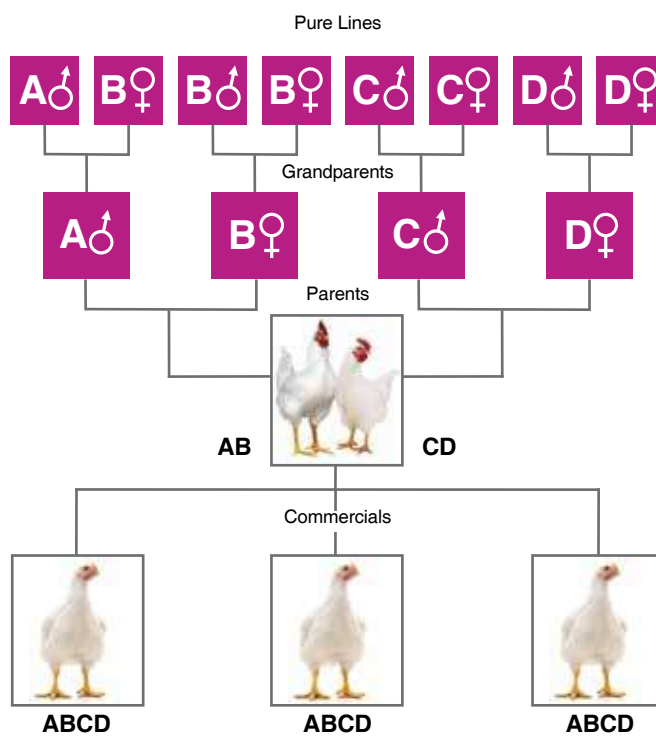 Pure Lines
A♂ B♀ B♂ B♀ C♂ C♀ D♂ D♀
Grandparents
A♂ B♀ C♂ D♀
Parents
AB CD
Commercials
ABCD ABCD ABCD